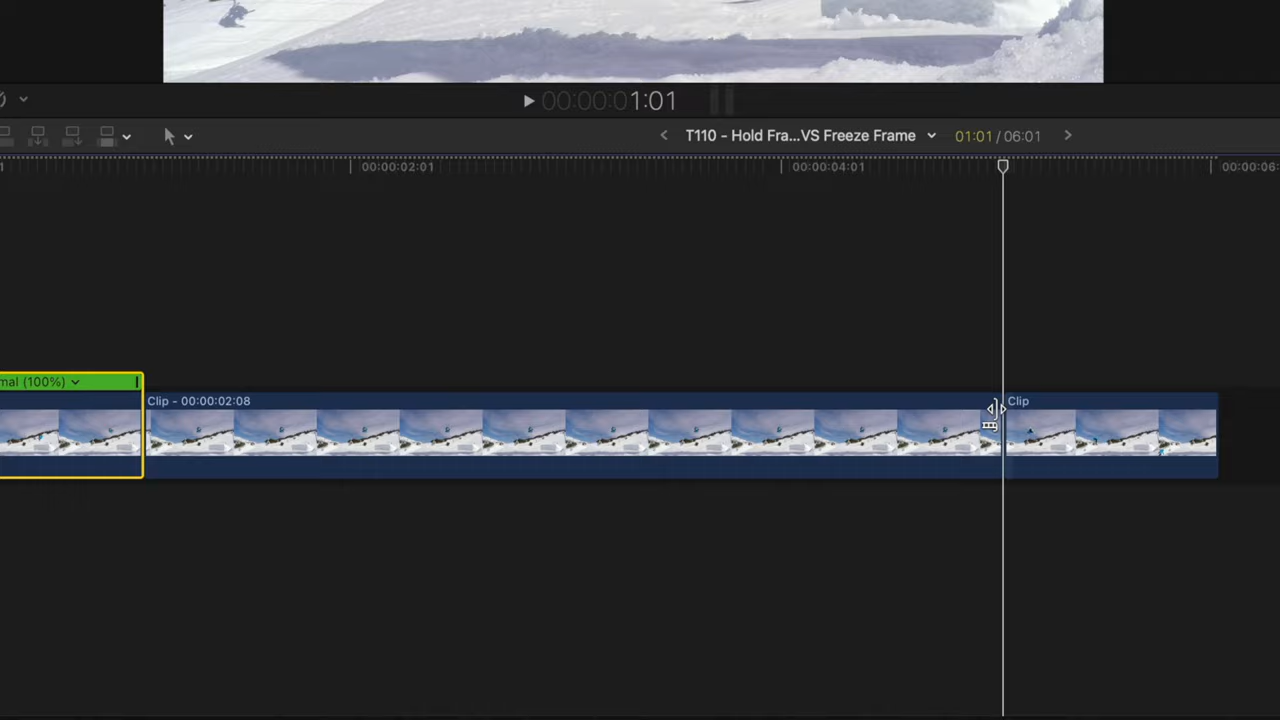 00:00:01:01
T110 - Hold Fra...VS Freeze Frame 01:01 / 06:01
00:00:02:01 00:00:04:01 00:00:06:
mal (100%)
Clip - 00:00:02:08 Clip